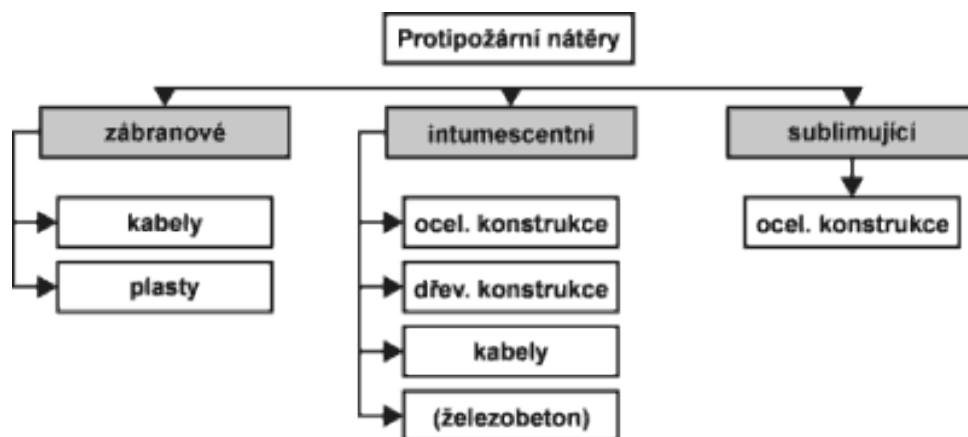 Protipožární nátěry
zábranové
kabely
plasty
intumescentní
ocel. konstrukce
dřev. konstrukce
kabely
(železobeton)
sublimující
ocel. konstrukce